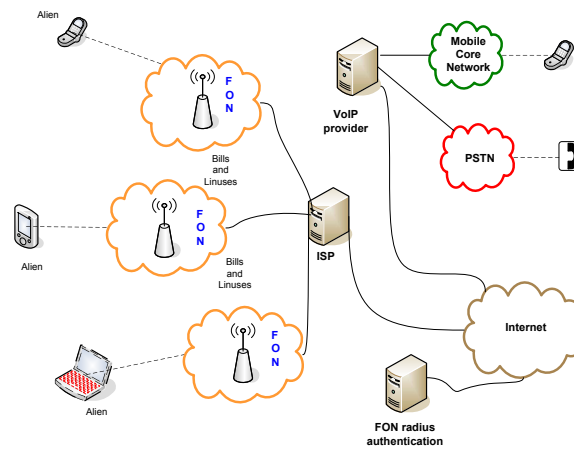 Alien
F
O
N
Bills
and
Linuses
Alien
F
O
N
Bills
and
Linuses
Alien
F
O
N
ISP
VoIP
provider
Mobile
Core
Network
PSTN
Internet
FON radius
authentication